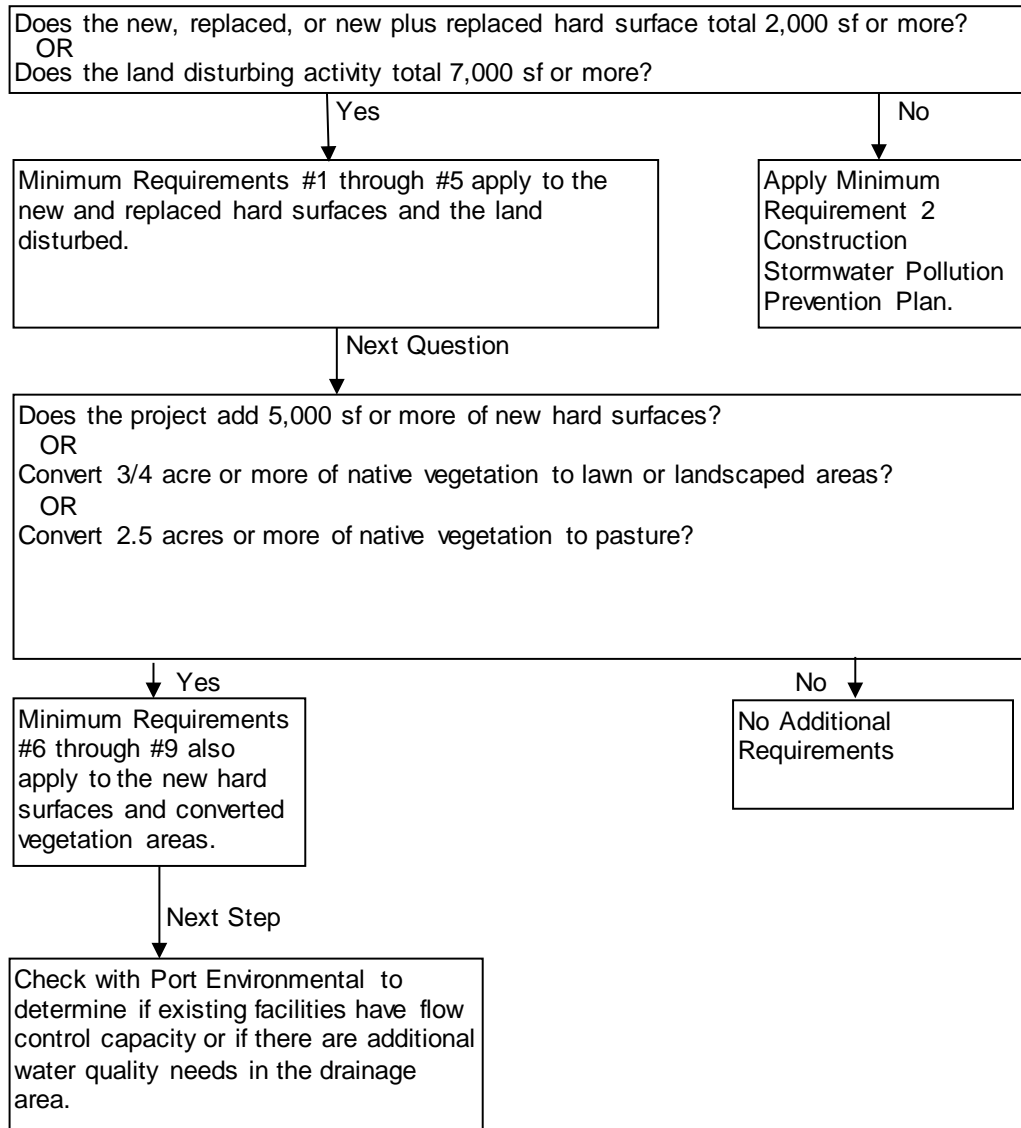 Does the new, replaced, or new plus replaced hard surface total 2,000 sf or more?
OR
Does the land disturbing activity total 7,000 sf or more?
Yes
No
Minimum Requirements #1 through #5 apply to the
new and replaced hard surfaces and the land
disturbed.
Apply Minimum
Requirement 2
Construction
Stormwater Pollution
Prevention Plan.
Next Question
Does the project add 5,000 sf or more of new hard surfaces?
OR
Convert 3/4 acre or more of native vegetation to lawn or landscaped areas?
OR
Convert 2.5 acres or more of native vegetation to pasture?
Yes
No
Minimum Requirements
#6 through #9 also
apply to the new hard
surfaces and converted
vegetation areas.
No Additional
Requirements
Next Step
Check with Port Environmental to
determine if existing facilities have flow
control capacity or if there are additional
water quality needs in the drainage
area.